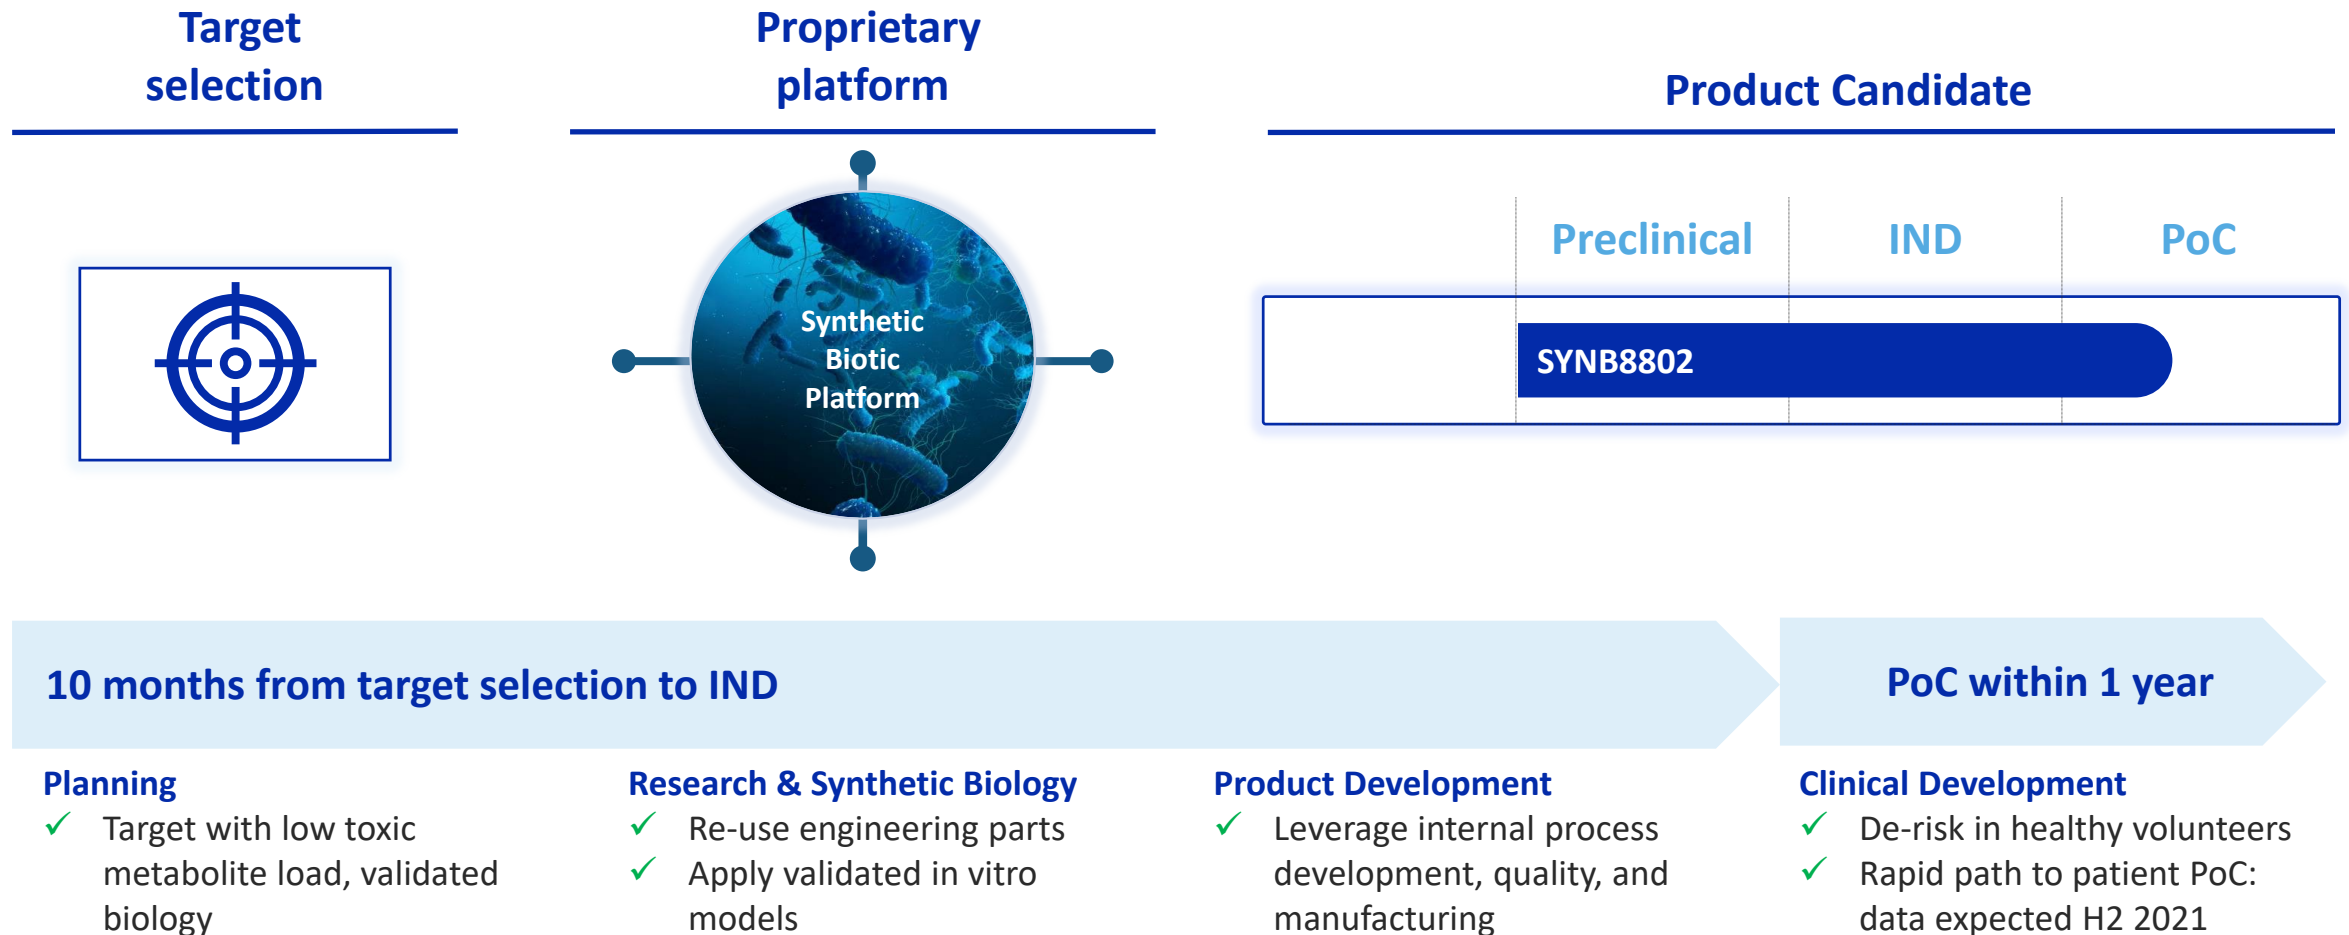 Target
selection
Proprietary
platform
Product Candidate
Synthetic
Biotic
Platform
Preclinical
IND
PoC
SYNB8802
10 months from target selection to IND
PoC within 1 year
Planning
✓ Target with low toxic
metabolite load, validated
biology
Research & Synthetic Biology
✓ Re-use engineering parts
✓ Apply validated in vitro
models
Product Development
✓ Leverage internal process
development, quality, and
manufacturing
Clinical Development
✓ De-risk in healthy volunteers
✓ Rapid path to patient PoC:
data expected H2 2021